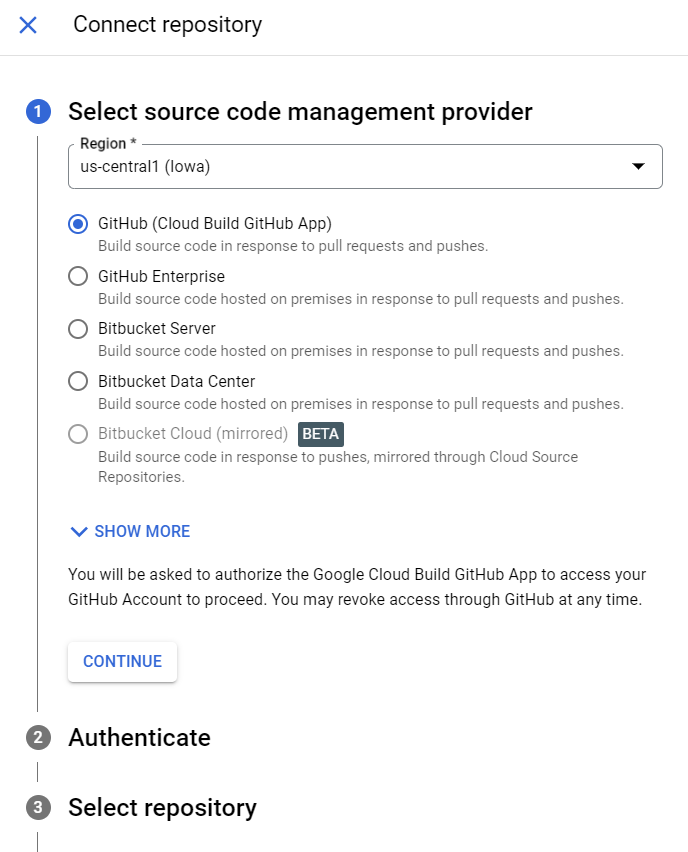 Connect repository
1 Select source code management provider
Region *
us-central1 (Iowa)
GitHub (Cloud Build GitHub App)
Build source code in response to pull requests and pushes.
GitHub Enterprise
Build source code hosted on premises in response to pull requests and pushes.
Bitbucket Server
Build source code hosted on premises in response to pull requests and pushes.
Bitbucket Data Center
Build source code hosted on premises in response to pull requests and pushes.
Bitbucket Cloud (mirrored) BETA
Build source code in response to pushes, mirrored through Cloud Source
Repositories.
SHOW MORE
You will be asked to authorize the Google Cloud Build GitHub App to access your
GitHub Account to proceed. You may revoke access through GitHub at any time.
CONTINUE
2 Authenticate
3 Select repository